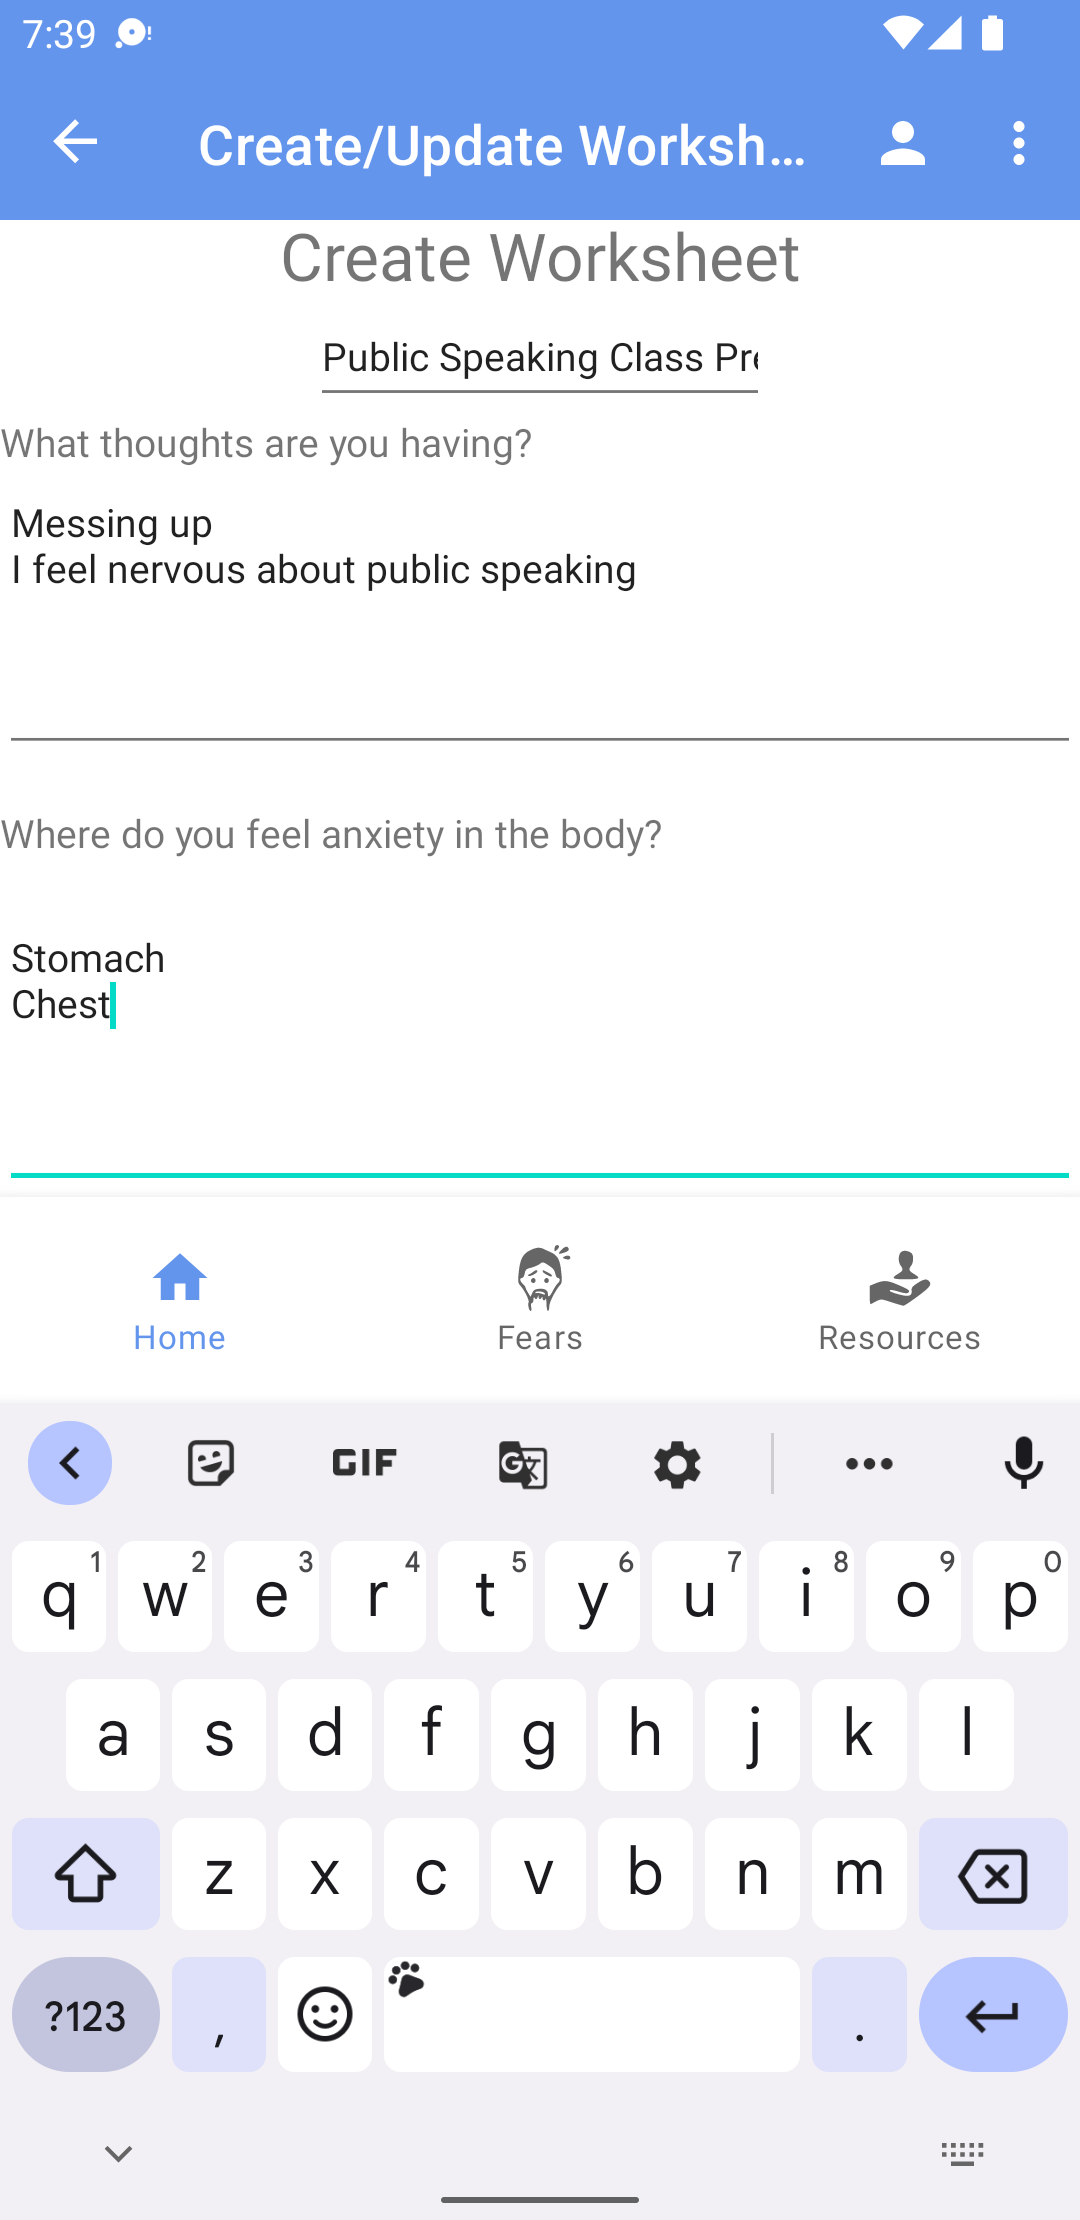 7:39
Create/Update Worksh...
Create Worksheet
Public Speaking Class Pre
What thoughts are you having?
Messing up
I feel nervous about public speaking
Where do you feel anxiety in the body?
Stomach
Chest
Home
Fears
Resources
GIF
q 1 w 2 e 3 r 4 t 5 y 6 u 7 i 8 o 9 p 0
a s d f g h j k l
z x c v b n m
?123 , .